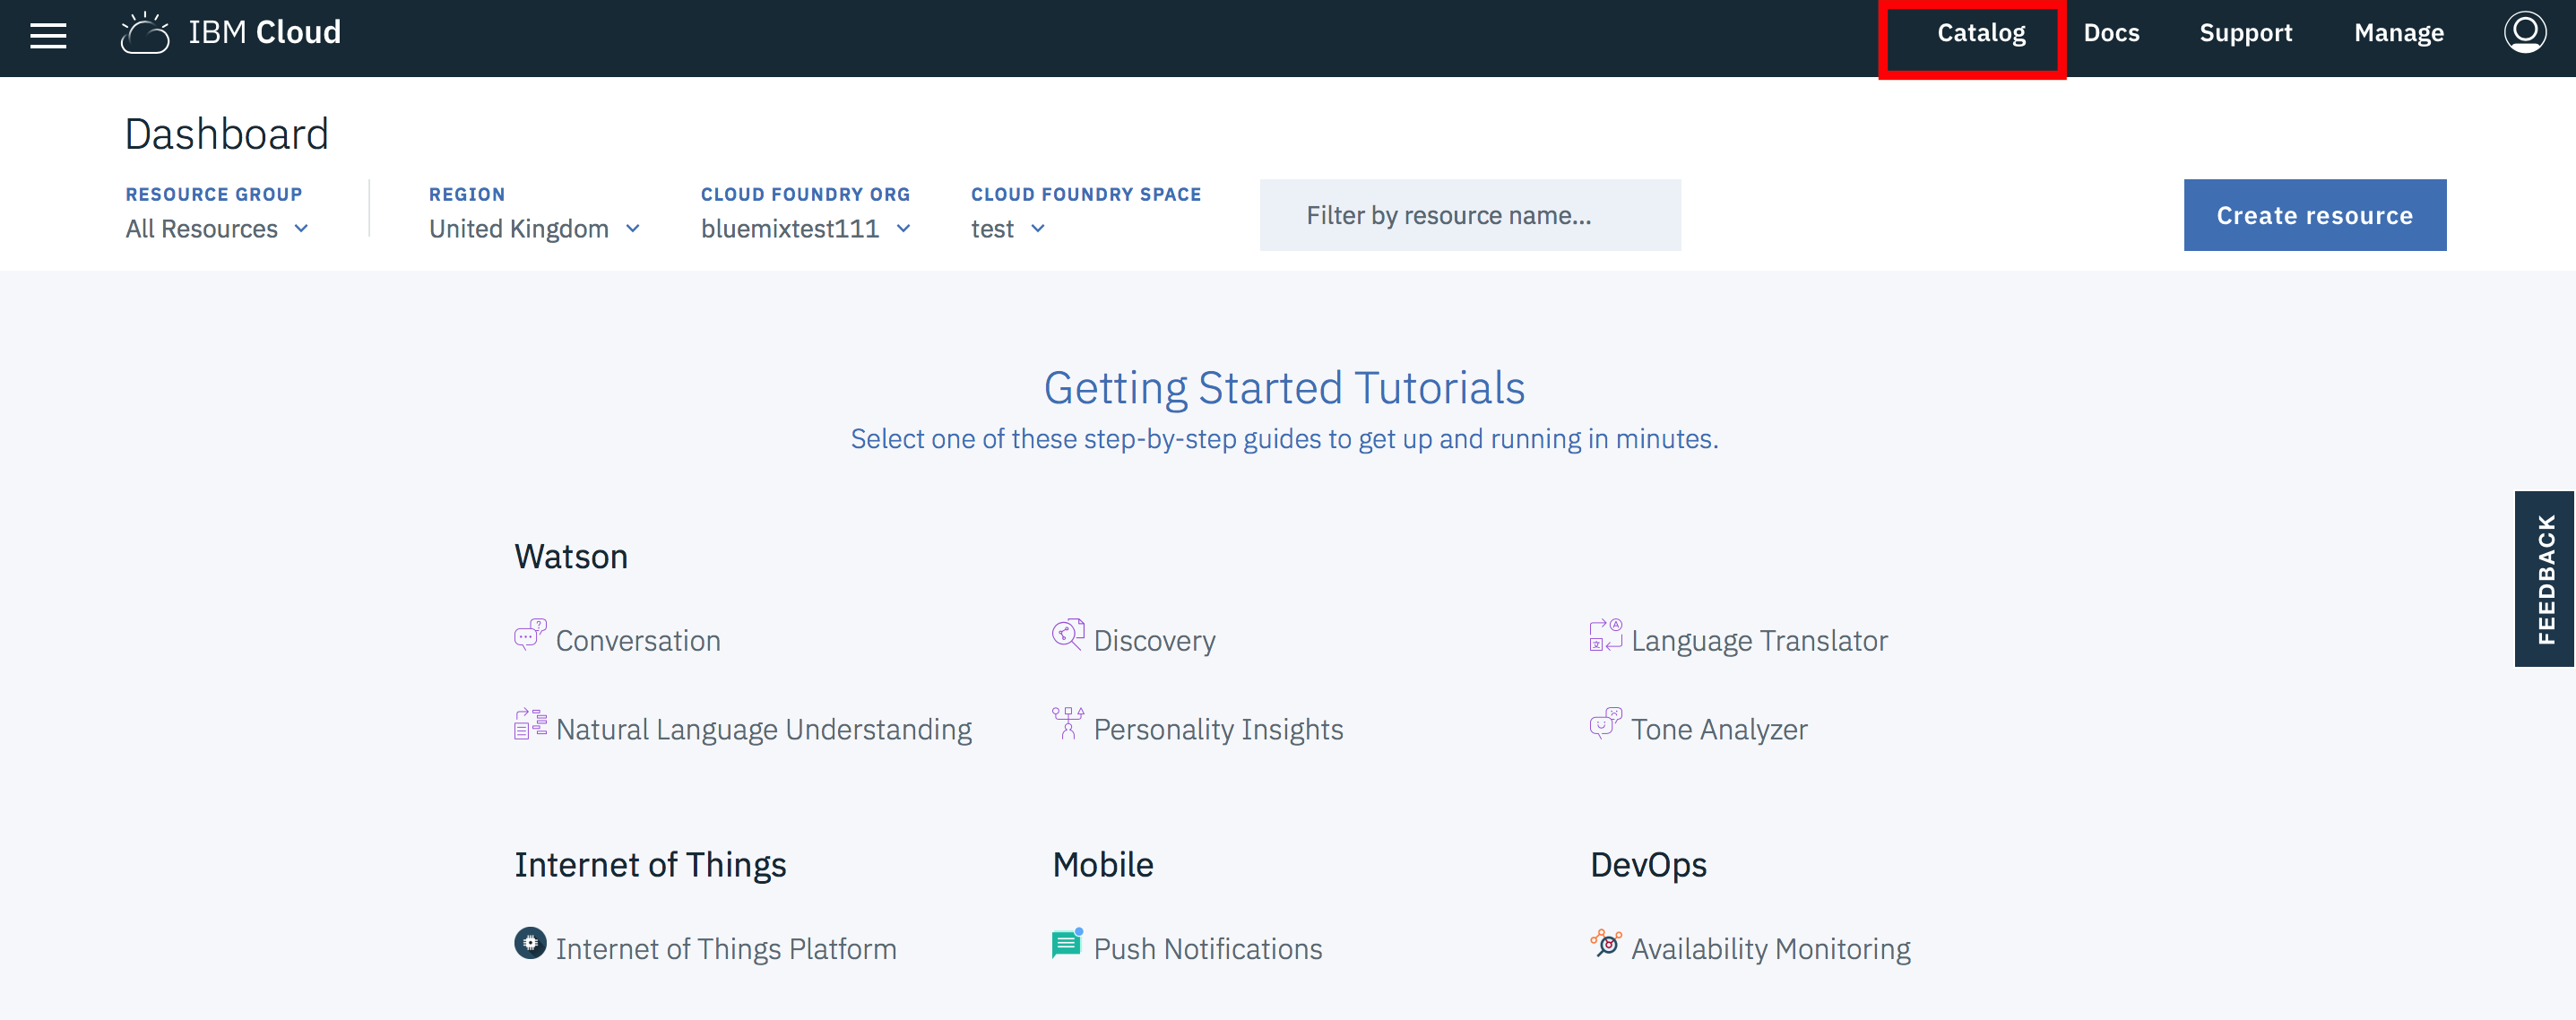 IBM Cloud
Catalog
Docs
Support
Manage
Dashboard
RESOURCE GROUP
All Resources
REGION
United Kingdom
CLOUD FOUNDRY ORG
bluemixtest111
CLOUD FOUNDRY SPACE
test
Filter by resource name...
Create resource
Getting Started Tutorials
Select one of these step-by-step guides to get up and running in minutes.
FEEDBACK
Watson
Conversation
Discovery
Language Translator
Natural Language Understanding
Personality Insights
Tone Analyzer
Internet of Things
Mobile
DevOps
Internet of Things Platform
Push Notifications
Availability Monitoring